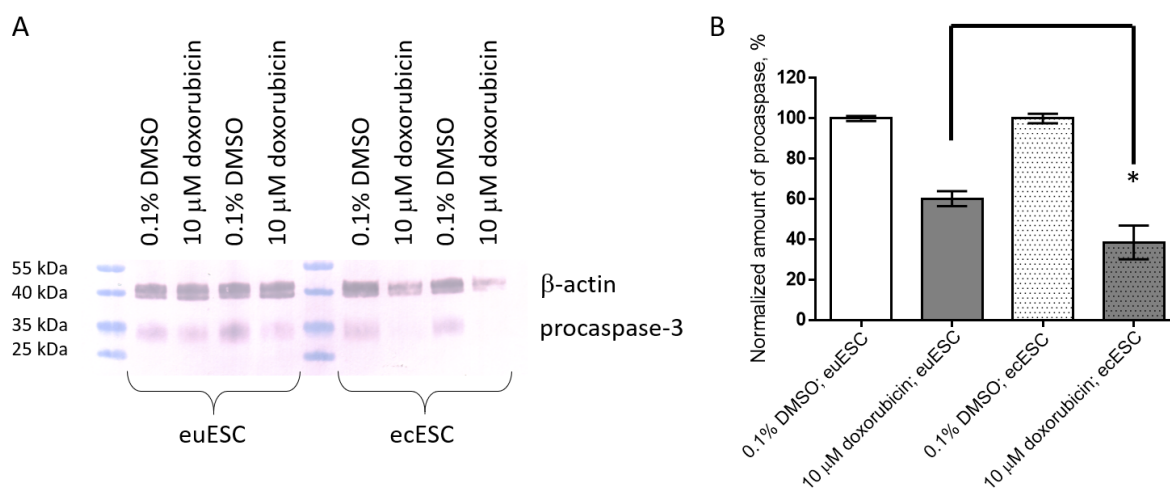 A
0.1% DMSO
10 μM doxorubicin
0.1% DMSO
10 μM doxorubicin
0.1% DMSO
10 μM doxorubicin
0.1% DMSO
10 μM doxorubicin
55 kDa
40 kDa
35 kDa
25 kDa
β-actin
procaspase-3
euESC
ecESC
B
Normalized amount of procaspase, %
120
100
80
60
40
20
0
*
0.1% DMSO; euESC
10 μM doxorubicin; euESC
0.1% DMSO; ecESC
10 μM doxorubicin; ecESC